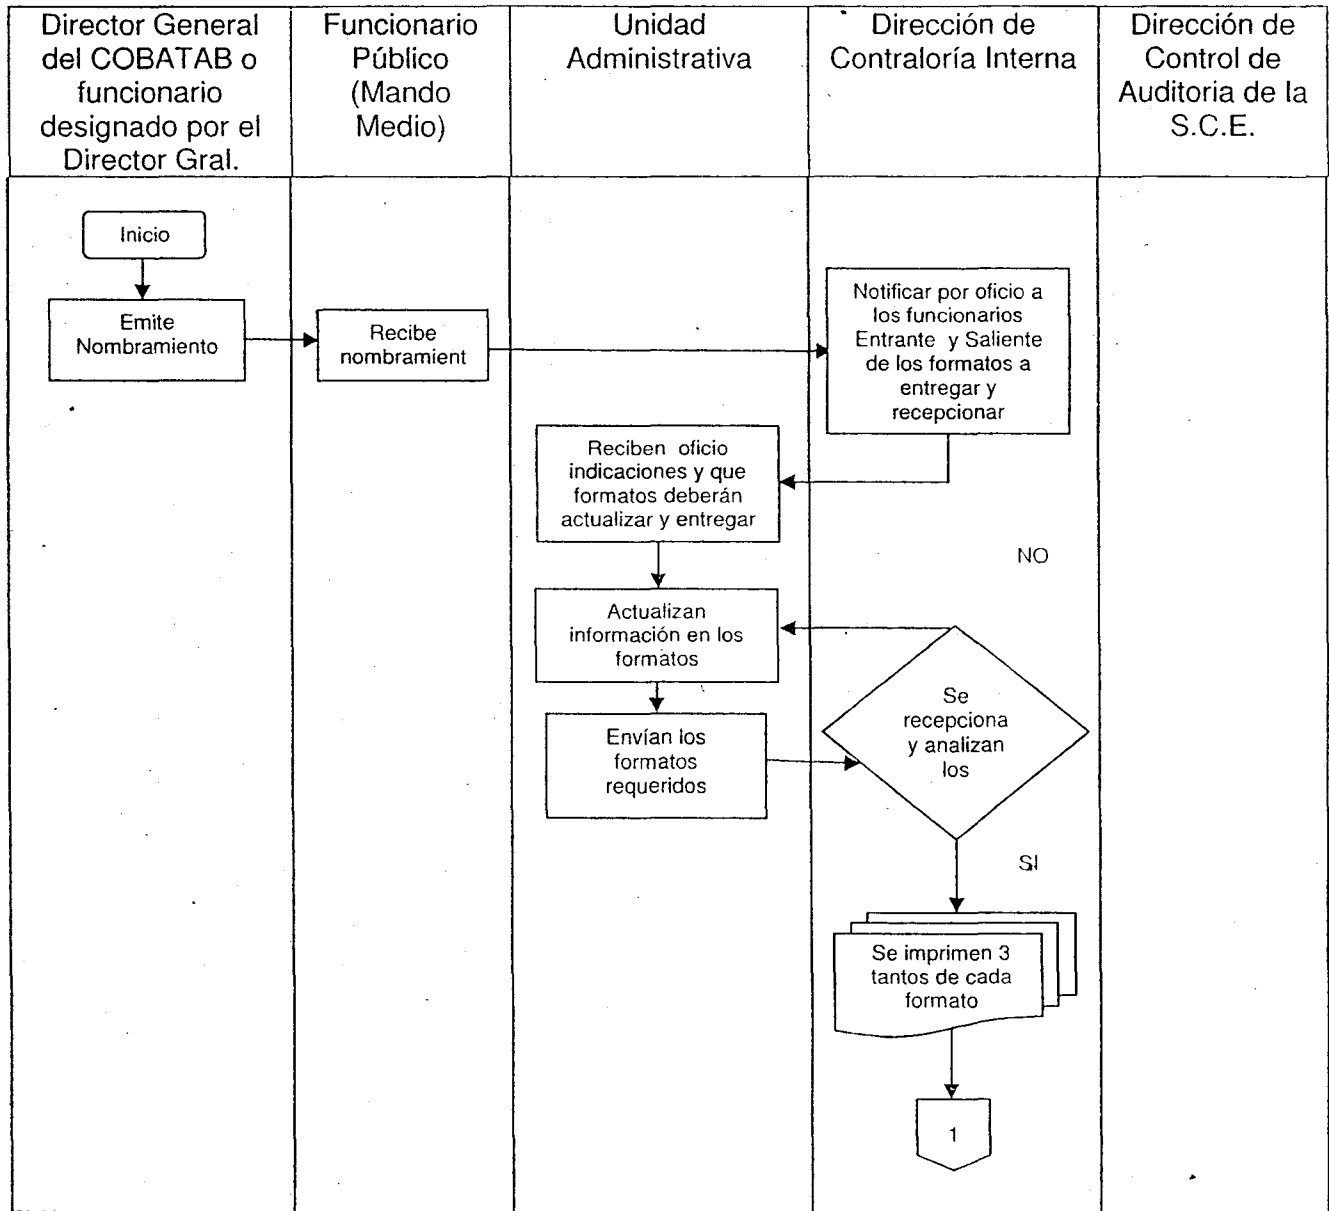 Director General
del COBATAB o
funcionario
designado por el
Director Gral.
Funcionario
Público
(Mando
Medio)
Unidad
Administrativa
Dirección de
Contraloría Interna
Dirección de
Control de
Auditoria de la
S.C.E.
Inicio
Emite
Nombramiento
Recibe
nombramient
Notificar por oficio a
los funcionarios
Entrante y Saliente
de los formatos a
entregar y
recepcionar
Reciben oficio
indicaciones y que
formatos deberán
actualizar y entregar
NO
Actualizan
información en los
formatos
Se
recepciona
y analizan
los
Envían los
formatos
requeridos
SI
Se imprimen 3
tantos de cada
formato
1